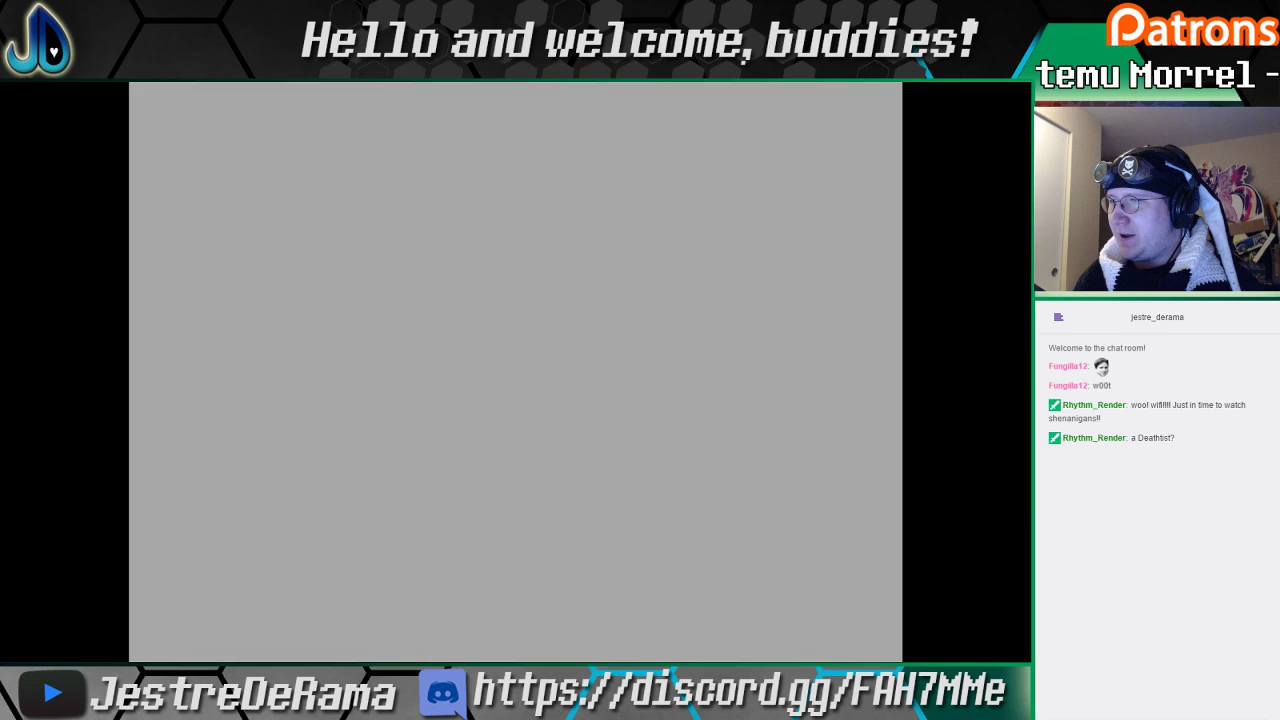 Hello and welcome, buddies!
Patrons
temu Morrel -
JD
jestre_derama
Welcome to the chat room!
Fungilla12:
Fungilla12: w00t
Rhythm_Render: woo! wifi!!!! Just in time to watch
shenanigans!!
Rhythm_Render: a Deathtist?
JestreDeRama
https://discord.gg/FAH7MMe